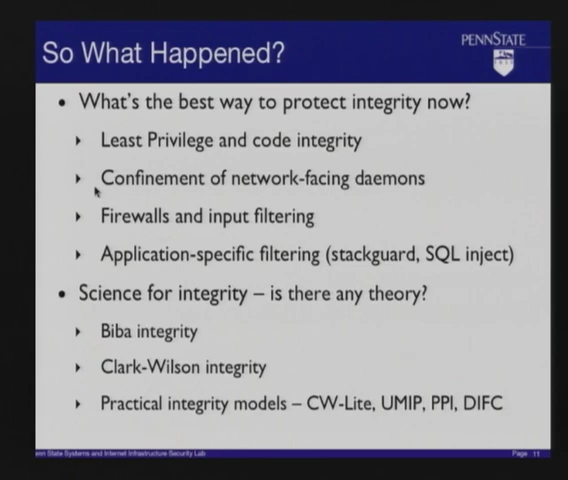 So What Happened?
PENNSTATE
What's the best way to protect integrity now?
Least Privilege and code integrity
Confinement of network-facing daemons
Firewalls and input filtering
Application-specific filtering (stackguard, SQL inject)
Science for integrity – is there any theory?
Biba integrity
Clark-Wilson integrity
Practical integrity models – CW-Lite, UMIP, PPI, DIFC
Penn State Systems and Internet Infrastructure Security Lab
Page 11